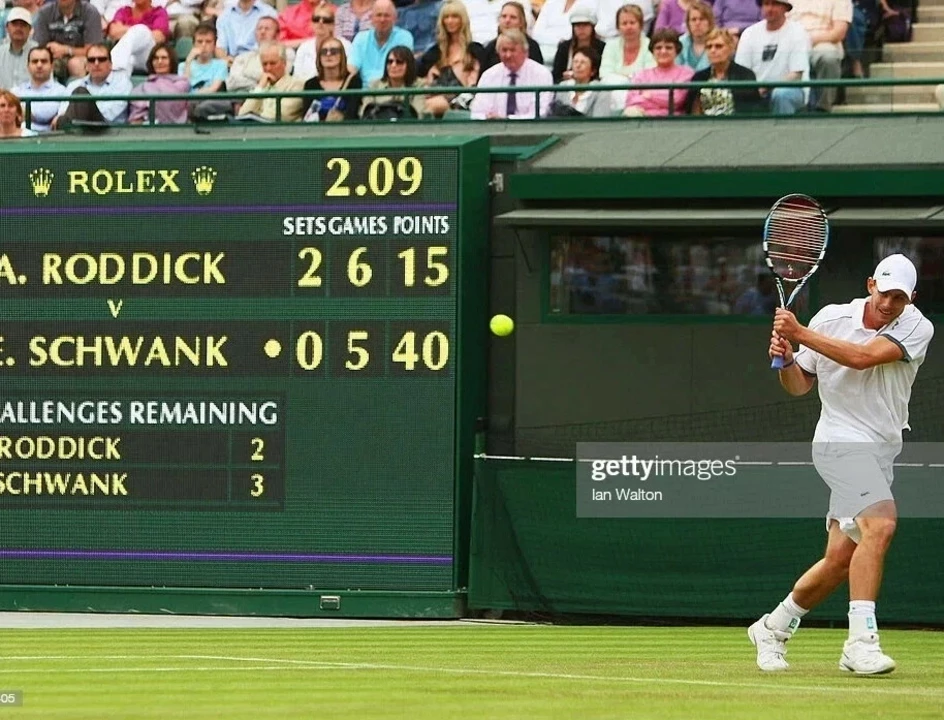 ROLEX 2.09
SETS GAMES POINTS
A. RODDICK 2 6 15
V
E. SCHWANK • 0 5 40
ALLENGES REMAINING
RODDICK 2
SCHWANK 3
gettyimages
Ian Walton
05